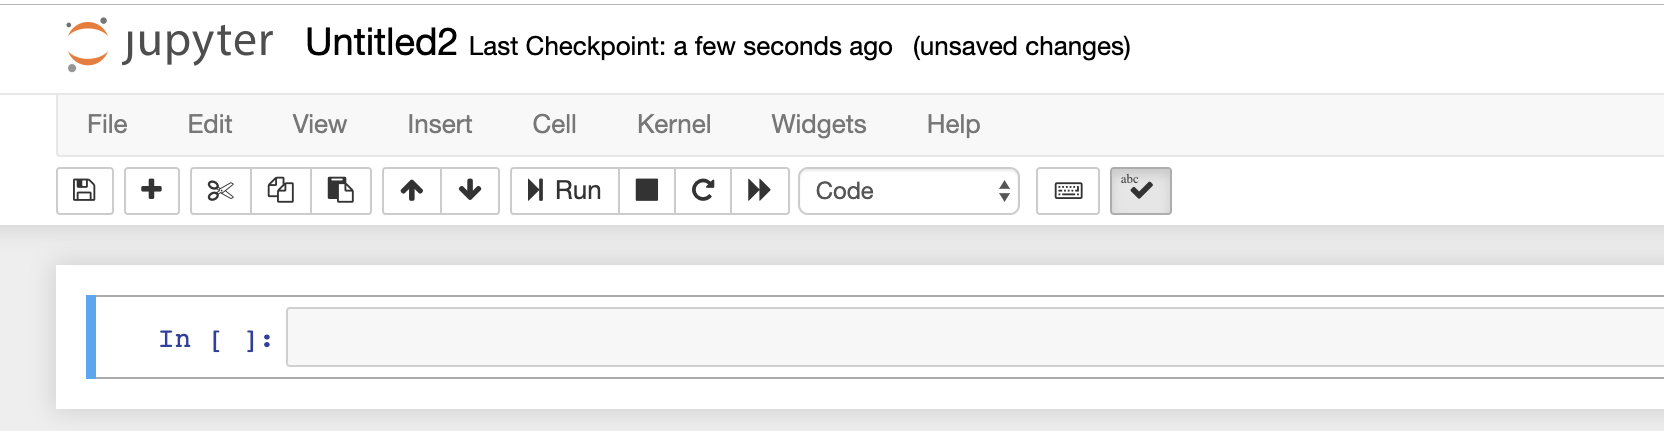 jupyter Untitled2 Last Checkpoint: a few seconds ago (unsaved changes)
File Edit View Insert Cell Kernel Widgets Help
Run Code abc
In [ ]: